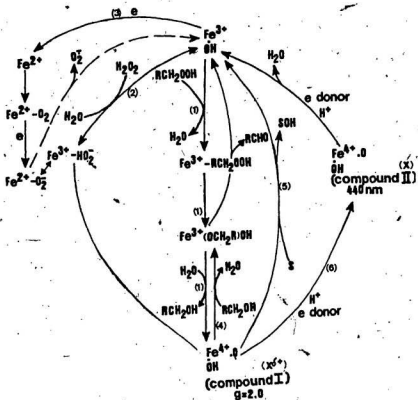 (3) e
Fe3+
OH
Fe2+
O2-
H2O2
RCH2OOH
H2O
(2)
(1)
e donor
H+
Fe2+-O2
H2O
H2O
RCHO
SOH
e
Fe3+-HO2-
Fe3+-RCH2OOH
Fe4+.O
OH
(X)
(compound II)
440nm
Fe2+-O2-
(5)
(1)
Fe3+(OCH2R)OH
H2O
H2O
(1)
S
(6)
RCH2OH
(4)
RCH2OH
H+
e donor
Fe4+.O
OH
(compound I)
g=2.0